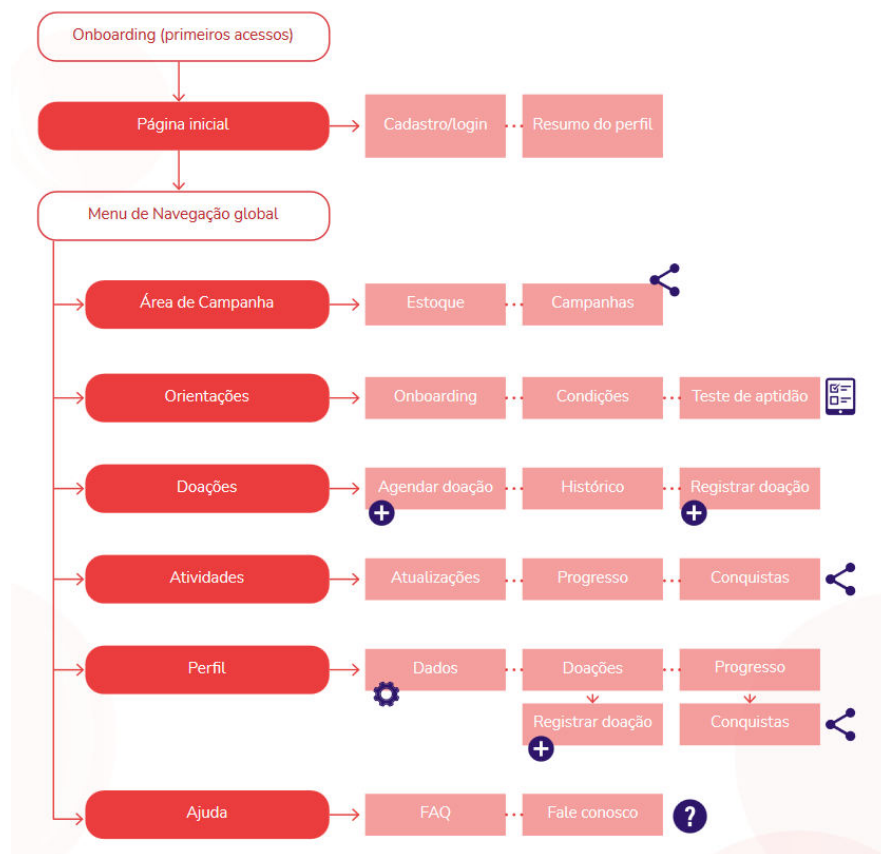 Onboarding (primeiros acessos)
Página inicial
Cadastro/login
Resumo do perfil
Menu de Navegação global
Área de Campanha
Estoque
Campanhas
Orientações
Onboarding
Condições
Teste de aptidão
Doações
Agendar doação
Histórico
Registrar doação
Atividades
Atualizações
Progresso
Conquistas
Perfil
Dados
Doações
Progresso
Registrar doação
Conquistas
Ajuda
FAQ
Fale conosco
?